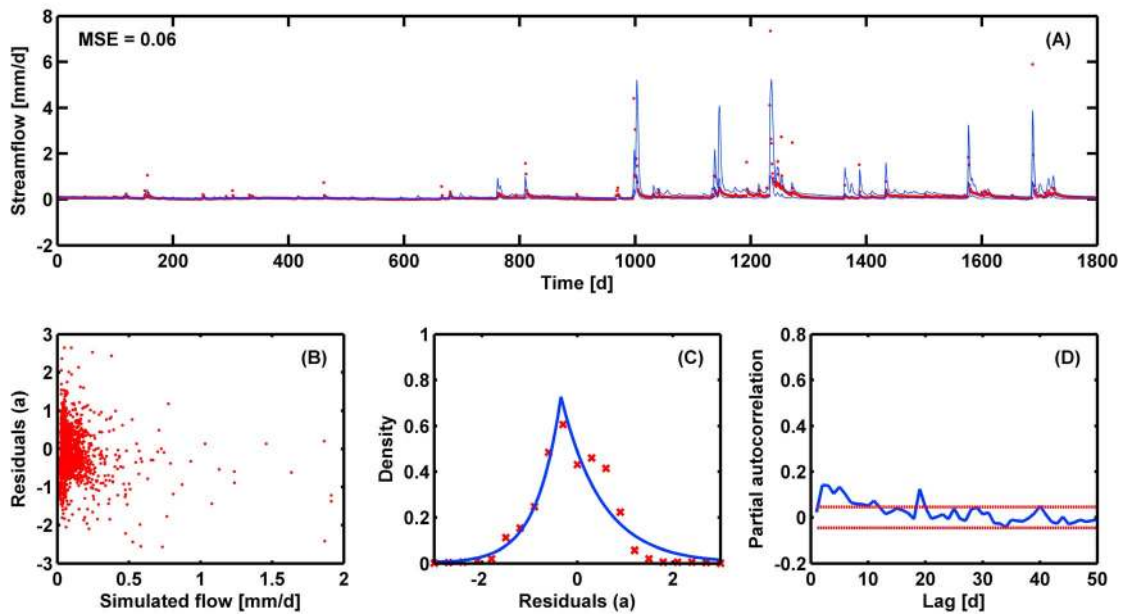 8
6
4
2
0
-2
Streamflow [mm/d]
MSE = 0.06
(A)
0 200 400 600 800 1000 1200 1400 1600 1800
Time [d]
3
2
1
0
-1
-2
-3
Residuals (a)
(B)
0 0.5 1 1.5 2
Simulated flow [mm/d]
1
0.8
0.6
0.4
0.2
0
Density
(C)
-2 0 2
Residuals (a)
0.8
0.6
0.4
0.2
0
-0.2
Partial autocorrelation
(D)
0 10 20 30 40 50
Lag [d]